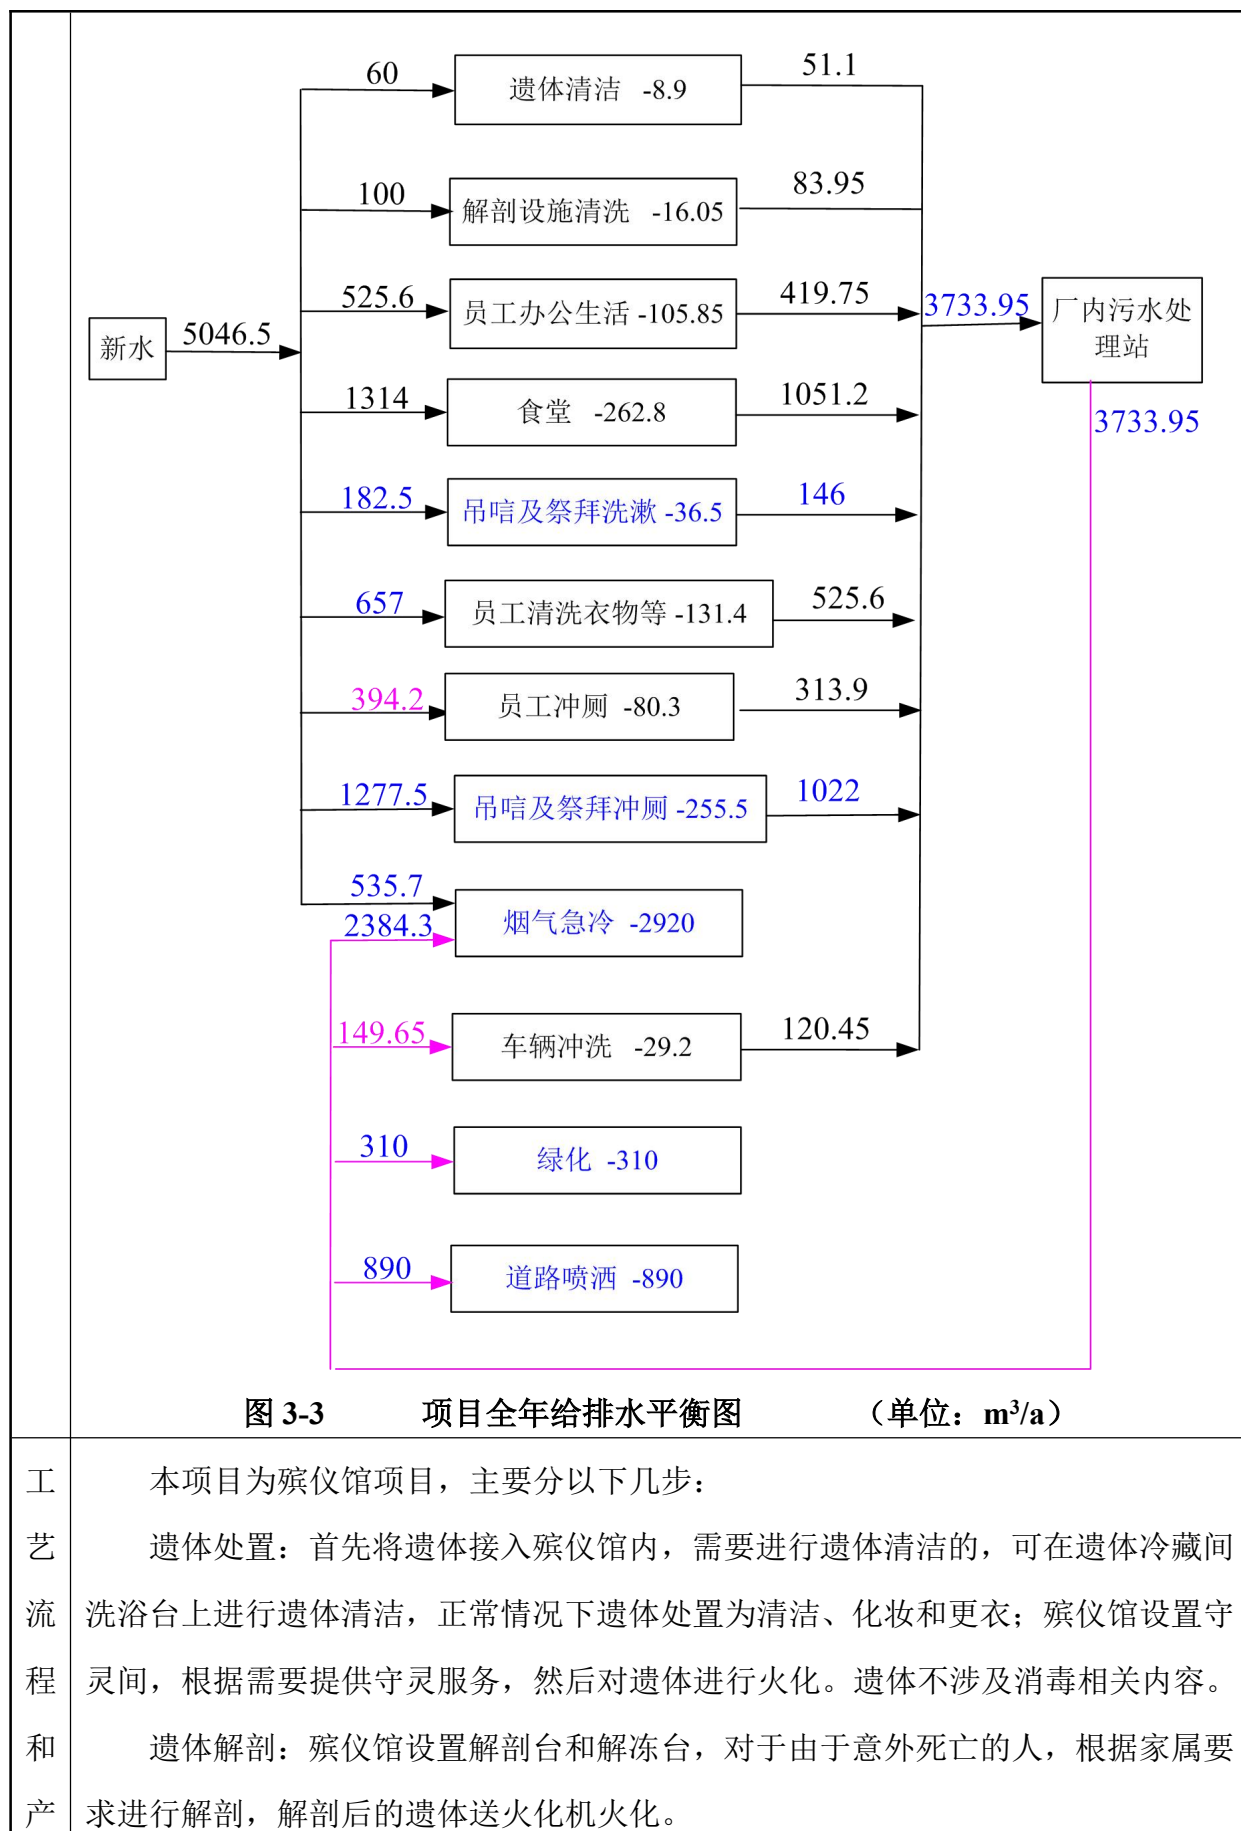 60
遗体清洁 -8.9
51.1
100
解剖设施清洗 -16.05
83.95
525.6
员工办公生活 -105.85
419.75
3733.95
厂内污水处
理站
新水
5046.5
1314
食堂 -262.8
1051.2
3733.95
182.5
吊唁及祭拜洗漱 -36.5
146
657
员工清洗衣物等 -131.4
525.6
394.2
员工冲厕 -80.3
313.9
1277.5
吊唁及祭拜冲厕 -255.5
1022
535.7
2384.3
烟气急冷 -2920
149.65
车辆冲洗 -29.2
120.45
310
绿化 -310
890
道路喷洒 -890
图 3-3 项目全年给排水平衡图 （单位：m³/a）
工
艺
流
程
和
产
本项目为殡仪馆项目，主要分以下几步：
遗体处置：首先将遗体接入殡仪馆内，需要进行遗体清洁的，可在遗体冷藏间
洗浴台上进行遗体清洁，正常情况下遗体处置为清洁、化妆和更衣；殡仪馆设置守
灵间，根据需要提供守灵服务，然后对遗体进行火化。遗体不涉及消毒相关内容。
遗体解剖：殡仪馆设置解剖台和解冻台，对于由于意外死亡的人，根据家属要
求进行解剖，解剖后的遗体送火化机火化。